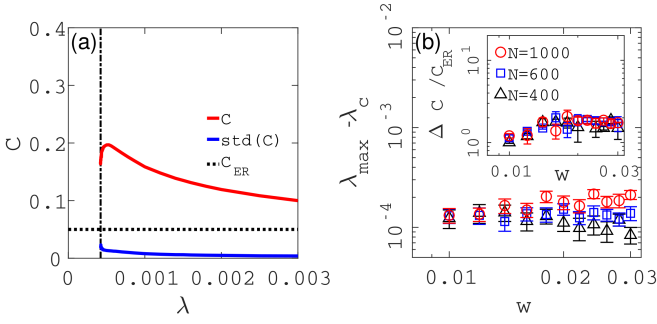 (a)
0.4
0.3
0.2
0.1
0
C
C
std(C)
C_ER
0
0.001
0.002
0.003
λ
(b)
10^-2
10^-3
10^-4
λ_max -λ_c
0.01
0.02
0.03
w
Δ C /C_ER
10^1
10^0
0.01
0.03
w
N=1000
N=600
N=400